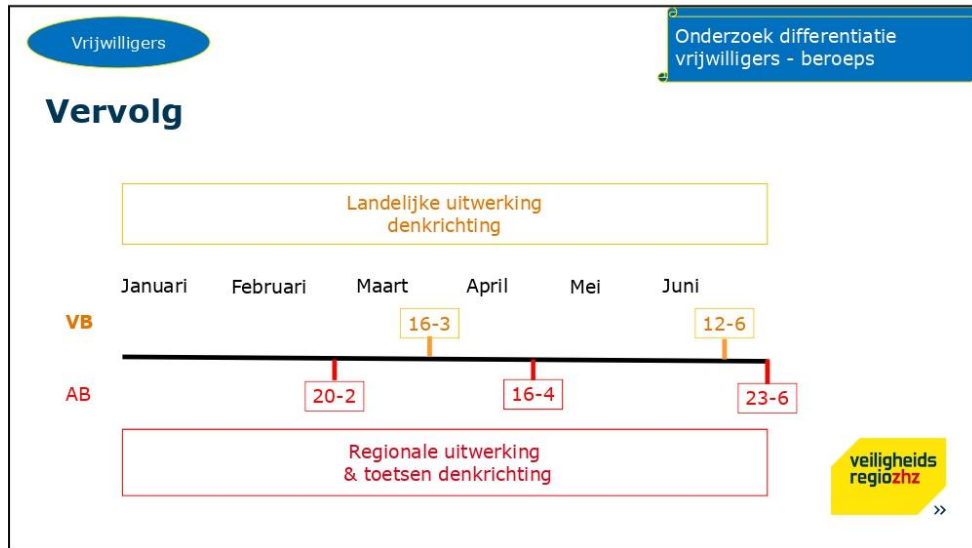 Vrijwilligers
Onderzoek differentiatie
vrijwilligers - beroeps
Vervolg
Landelijke uitwerking
denkrichting
Januari Februari Maart April Mei Juni
VB
16-3 12-6
AB
20-2 16-4 23-6
Regionale uitwerking
& toetsen denkrichting
veiligheids
regiozhz
»